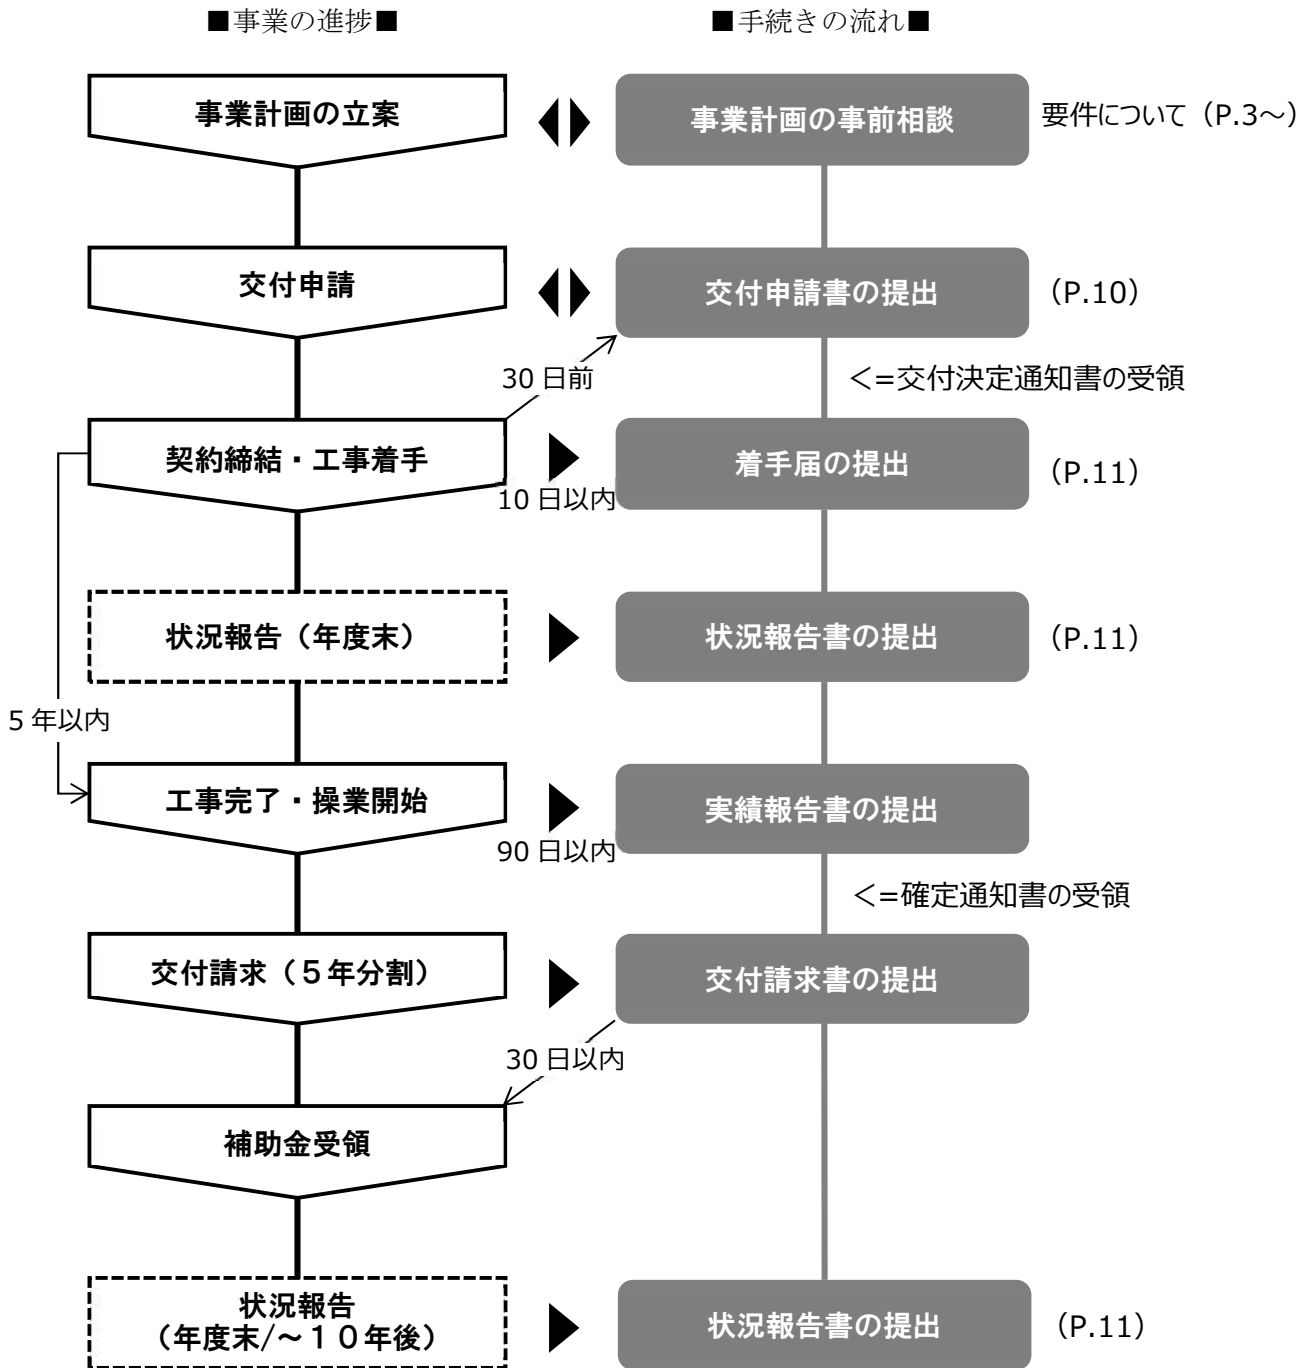 ■事業の進捗■
■手続きの流れ■
事業計画の立案
事業計画の事前相談
要件について（P.3～）
交付申請
交付申請書の提出
（P.10）
30 日前
＜=交付決定通知書の受領
契約締結・工事着手
着手届の提出
（P.11）
10 日以内
状況報告（年度末）
状況報告書の提出
（P.11）
5 年以内
工事完了・操業開始
実績報告書の提出
90 日以内
＜=確定通知書の受領
交付請求（５年分割）
交付請求書の提出
30 日以内
補助金受領
状況報告
（年度末/～１０年後）
状況報告書の提出
（P.11）